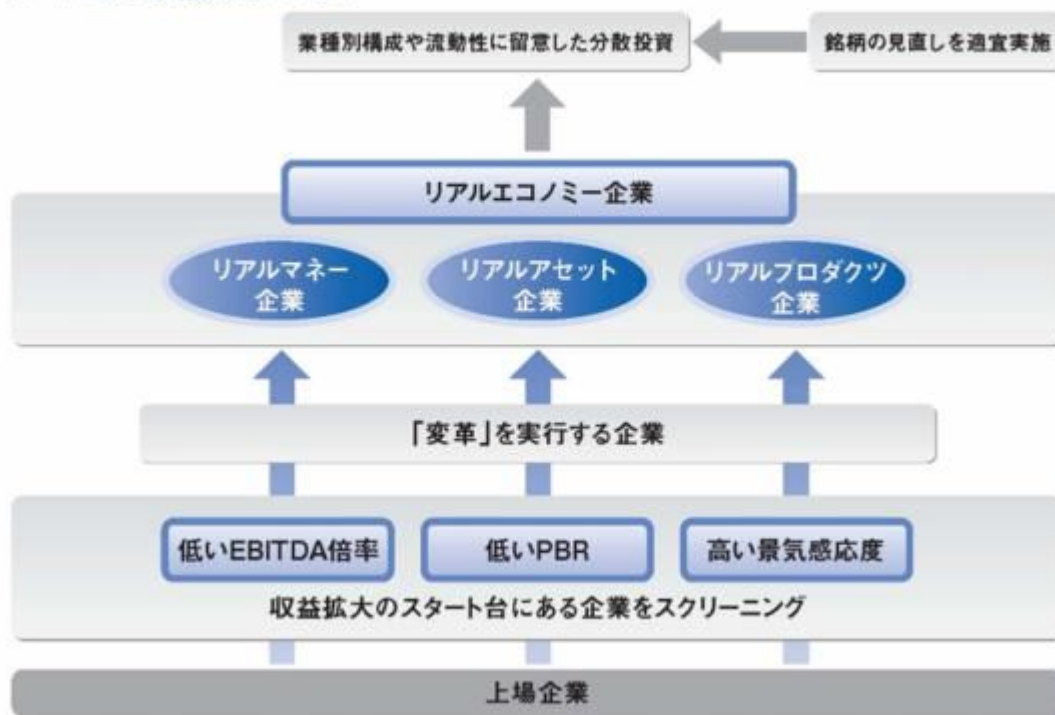 業種別構成や流動性に留意した分散投資
銘柄の見直しを適宜実施
リアルエコノミー企業
リアルマネー
企業
リアルアセット
企業
リアルプロダクツ
企業
「変革」を実行する企業
低いEBITDA倍率
低いPBR
高い景気感応度
収益拡大のスタート台にある企業をスクリーニング
上場企業